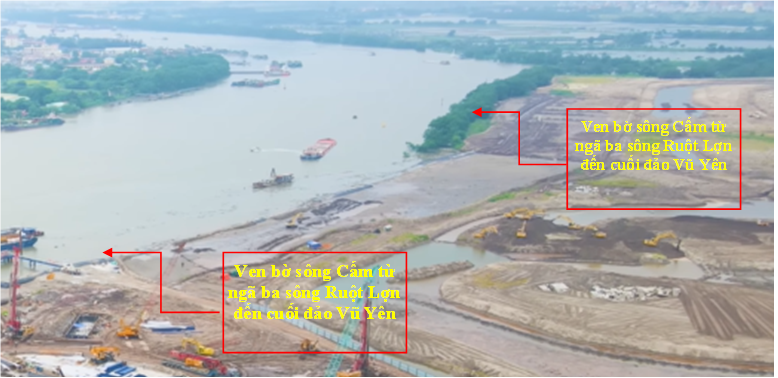 Ven bờ sông Cấm từ
ngã ba sông Ruột Lợn
đến cuối đảo Vũ Yên
Ven bờ sông Cấm từ
ngã ba sông Ruột Lợn
đến cuối đảo Vũ Yên